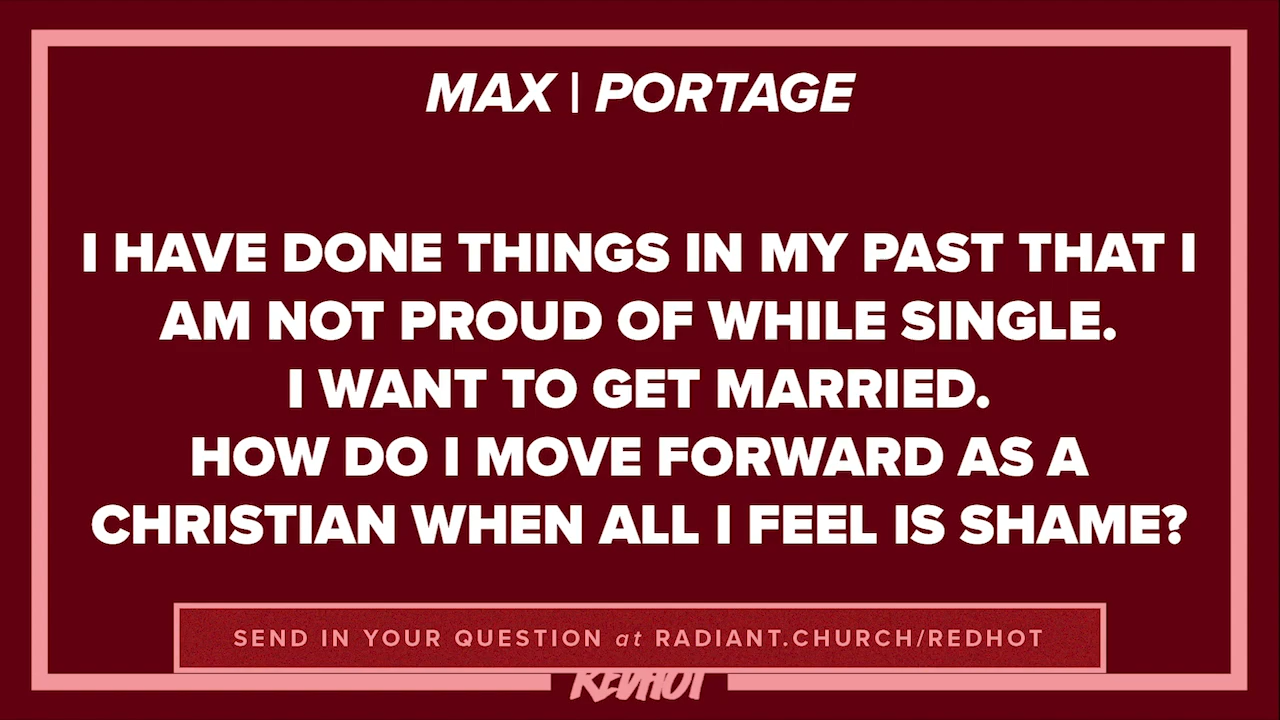 MAX | PORTAGE
I HAVE DONE THINGS IN MY PAST THAT I
AM NOT PROUD OF WHILE SINGLE.
I WANT TO GET MARRIED.
HOW DO I MOVE FORWARD AS A
CHRISTIAN WHEN ALL I FEEL IS SHAME?
SEND IN YOUR QUESTION at RADIANT.CHURCH/REDHOT
REDHOT